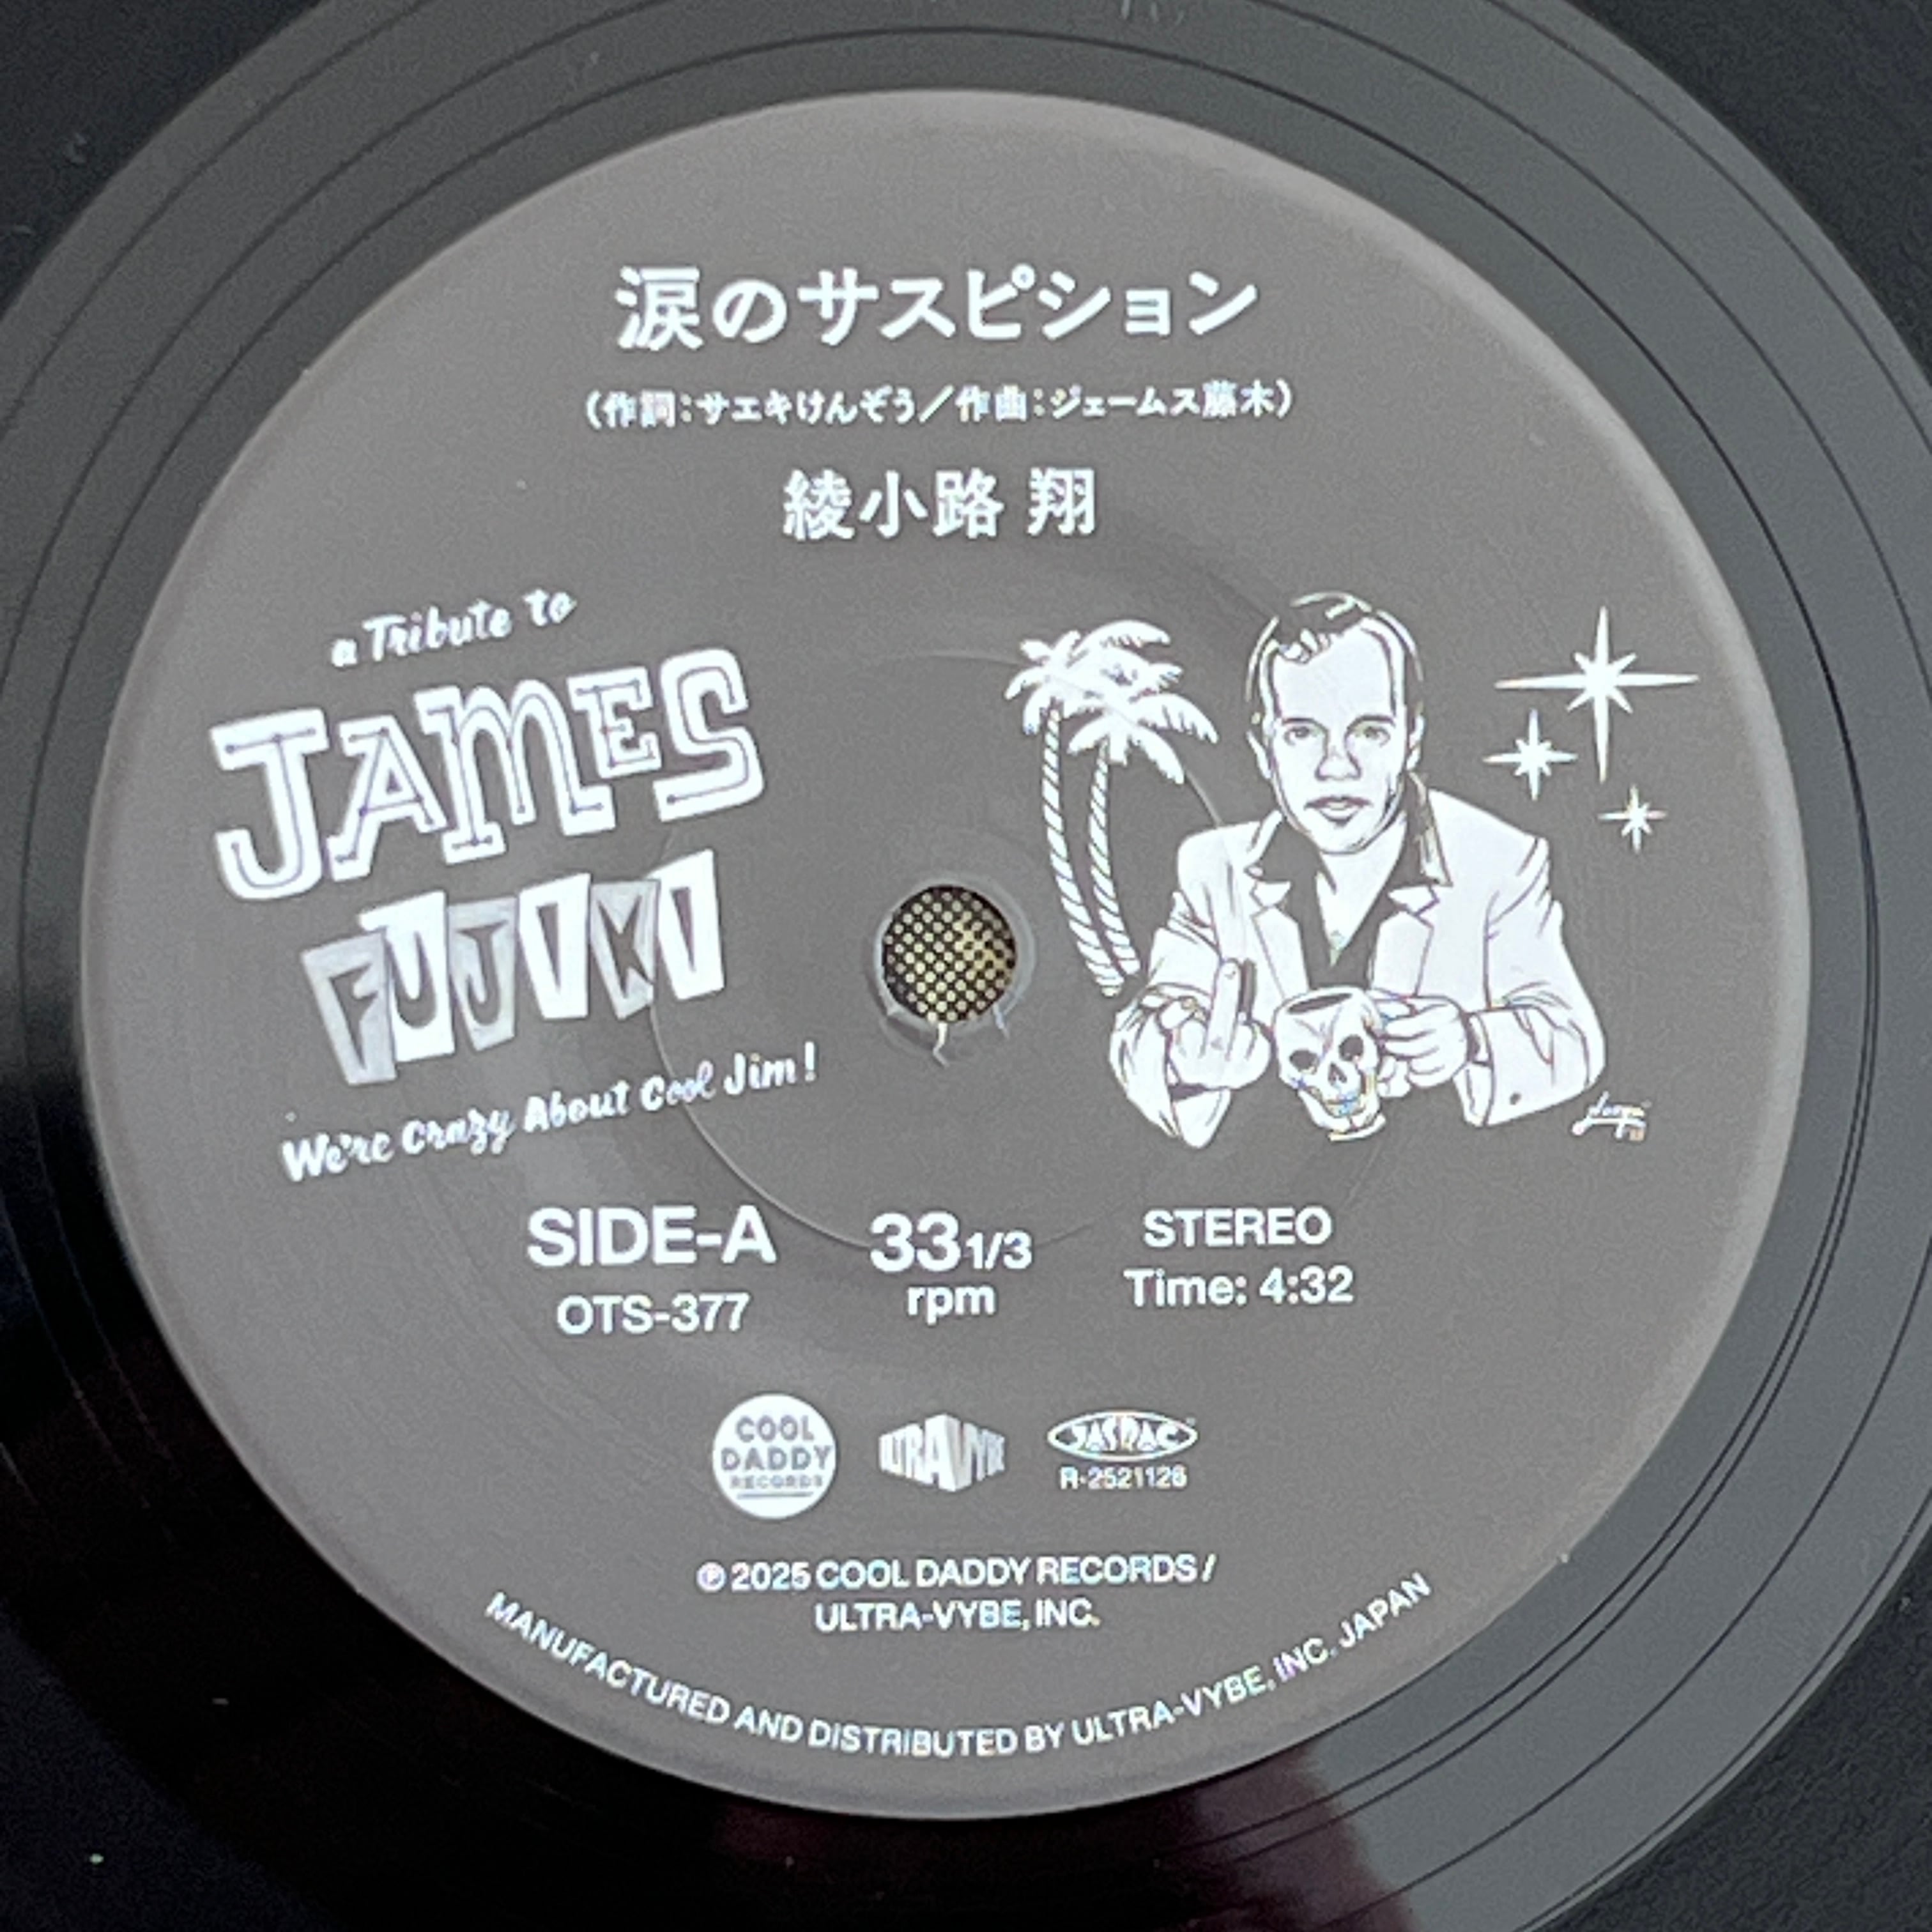 涙のサスピション
（作詞：サエキけんぞう／作曲：ジェームス藤木）
綾小路 翔
a Tribute to
JAMES
FUJIKI
We're Crazy About Cool Jim!
SIDE-A
OTS-377
33 1/3
rpm
STEREO
Time: 4:32
COOL
DADDY
RECORDS
ULTRA-VYBE
JASRAC
R-2521126
℗ 2025 COOL DADDY RECORDS /
ULTRA-VYBE, INC.
MANUFACTURED AND DISTRIBUTED BY ULTRA-VYBE, INC. JAPAN